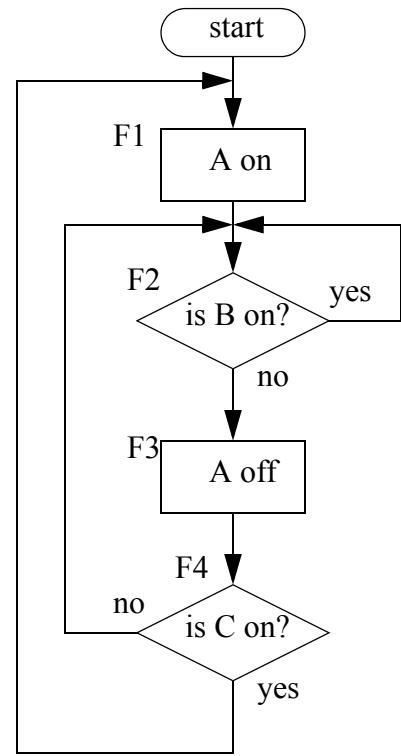 start
F1
A on
F2
is B on?
yes
no
F3
A off
F4
no
is C on?
yes